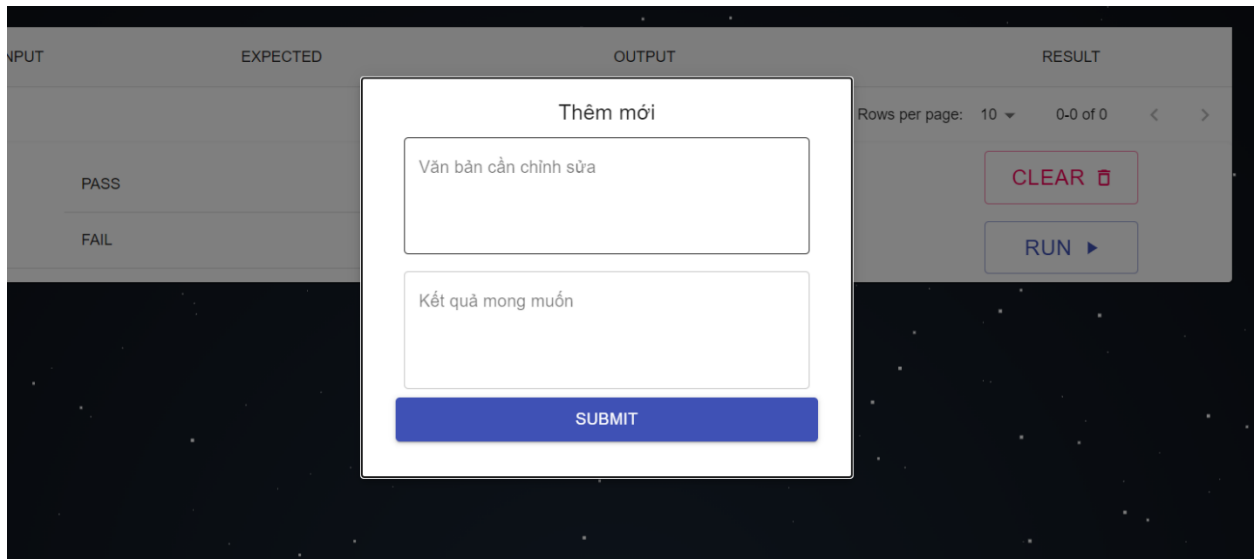 NPUT EXPECTED OUTPUT RESULT
Thêm mới
Rows per page: 10 0-0 of 0
Văn bản cần chỉnh sửa
PASS
CLEAR
FAIL
RUN
Kết quả mong muốn
SUBMIT